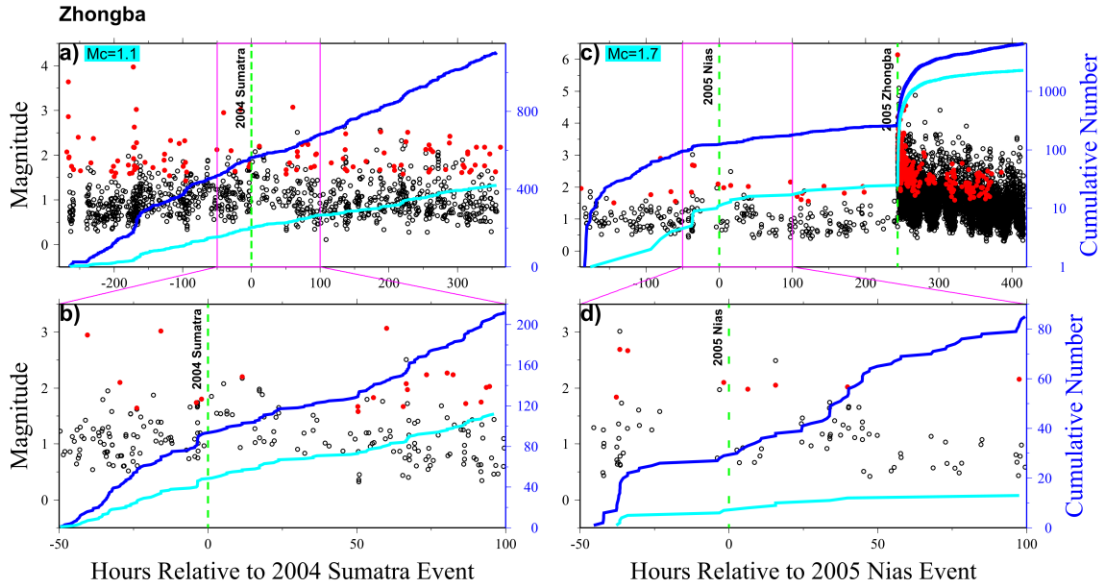 Zhongba
a) Mc=1.1
2004 Sumatra
Magnitude
4
3
2
1
0
-200 -100 0 100 200 300
800
400
0
c) Mc=1.7
2005 Nias
2005 Zhongba
6
5
4
3
2
1
0
-100 0 100 200 300 400
1000
100
10
1
Cumulative Number
b)
2004 Sumatra
Magnitude
3
2
1
0
-50 0 50 100
200
160
120
80
40
0
Hours Relative to 2004 Sumatra Event
d)
2005 Nias
3
2
1
0
-50 0 50 100
80
60
40
20
0
Cumulative Number
Hours Relative to 2005 Nias Event